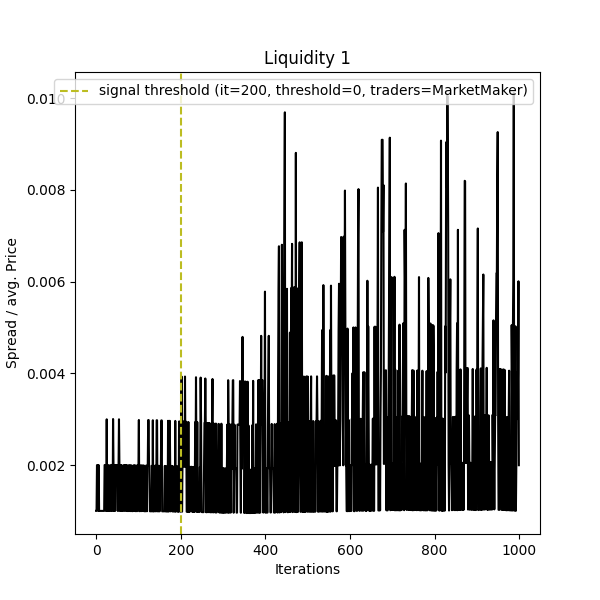 Liquidity 1
signal threshold (it=200, threshold=0, traders=MarketMaker)
0.010
0.008
0.006
0.004
0.002
Spread / avg. Price
0 200 400 600 800 1000
Iterations